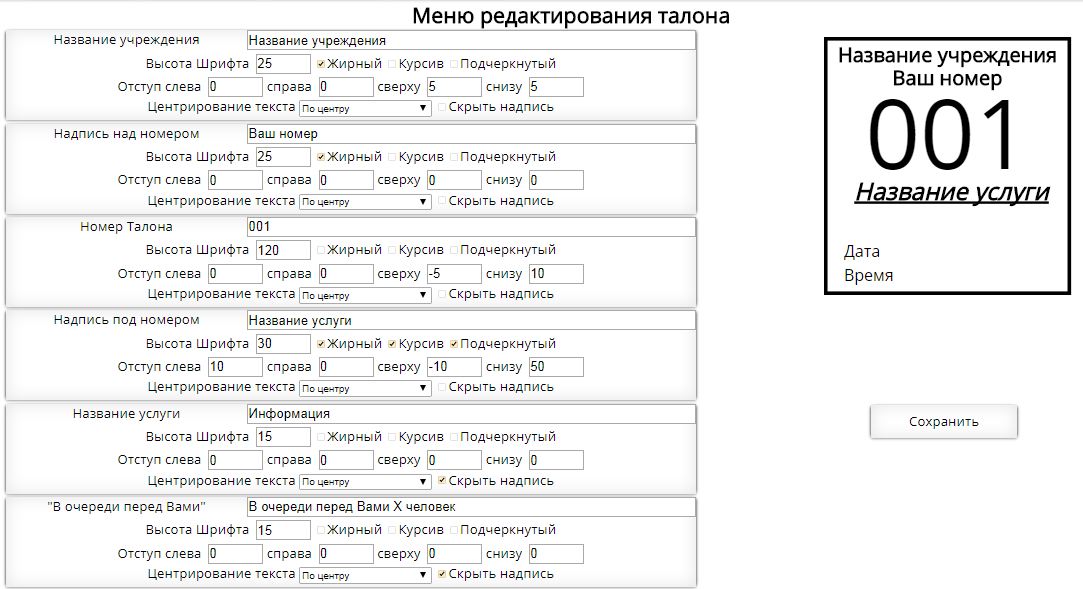 Меню редактирования талона
Название учреждения Название учреждения
Высота Шрифта 25 Жирный Курсив Подчеркнутый
Отступ слева 0 справа 0 сверху 5 снизу 5
Центрирование текста По центру Скрыть надпись
Надпись над номером Ваш номер
Высота Шрифта 25 Жирный Курсив Подчеркнутый
Отступ слева 0 справа 0 сверху 0 снизу 0
Центрирование текста По центру Скрыть надпись
Номер Талона 001
Высота Шрифта 120 Жирный Курсив Подчеркнутый
Отступ слева 0 справа 0 сверху -5 снизу 10
Центрирование текста По центру Скрыть надпись
Надпись под номером Название услуги
Высота Шрифта 30 Жирный Курсив Подчеркнутый
Отступ слева 10 справа 0 сверху -10 снизу 50
Центрирование текста По центру Скрыть надпись
Название услуги Информация
Высота Шрифта 15 Жирный Курсив Подчеркнутый
Отступ слева 0 справа 0 сверху 0 снизу 0
Центрирование текста По центру Скрыть надпись
"В очереди перед Вами" В очереди перед Вами X человек
Высота Шрифта 15 Жирный Курсив Подчеркнутый
Отступ слева 0 справа 0 сверху 0 снизу 0
Центрирование текста По центру Скрыть надпись
Название учреждения
Ваш номер
001
Название услуги
Дата
Время
Сохранить